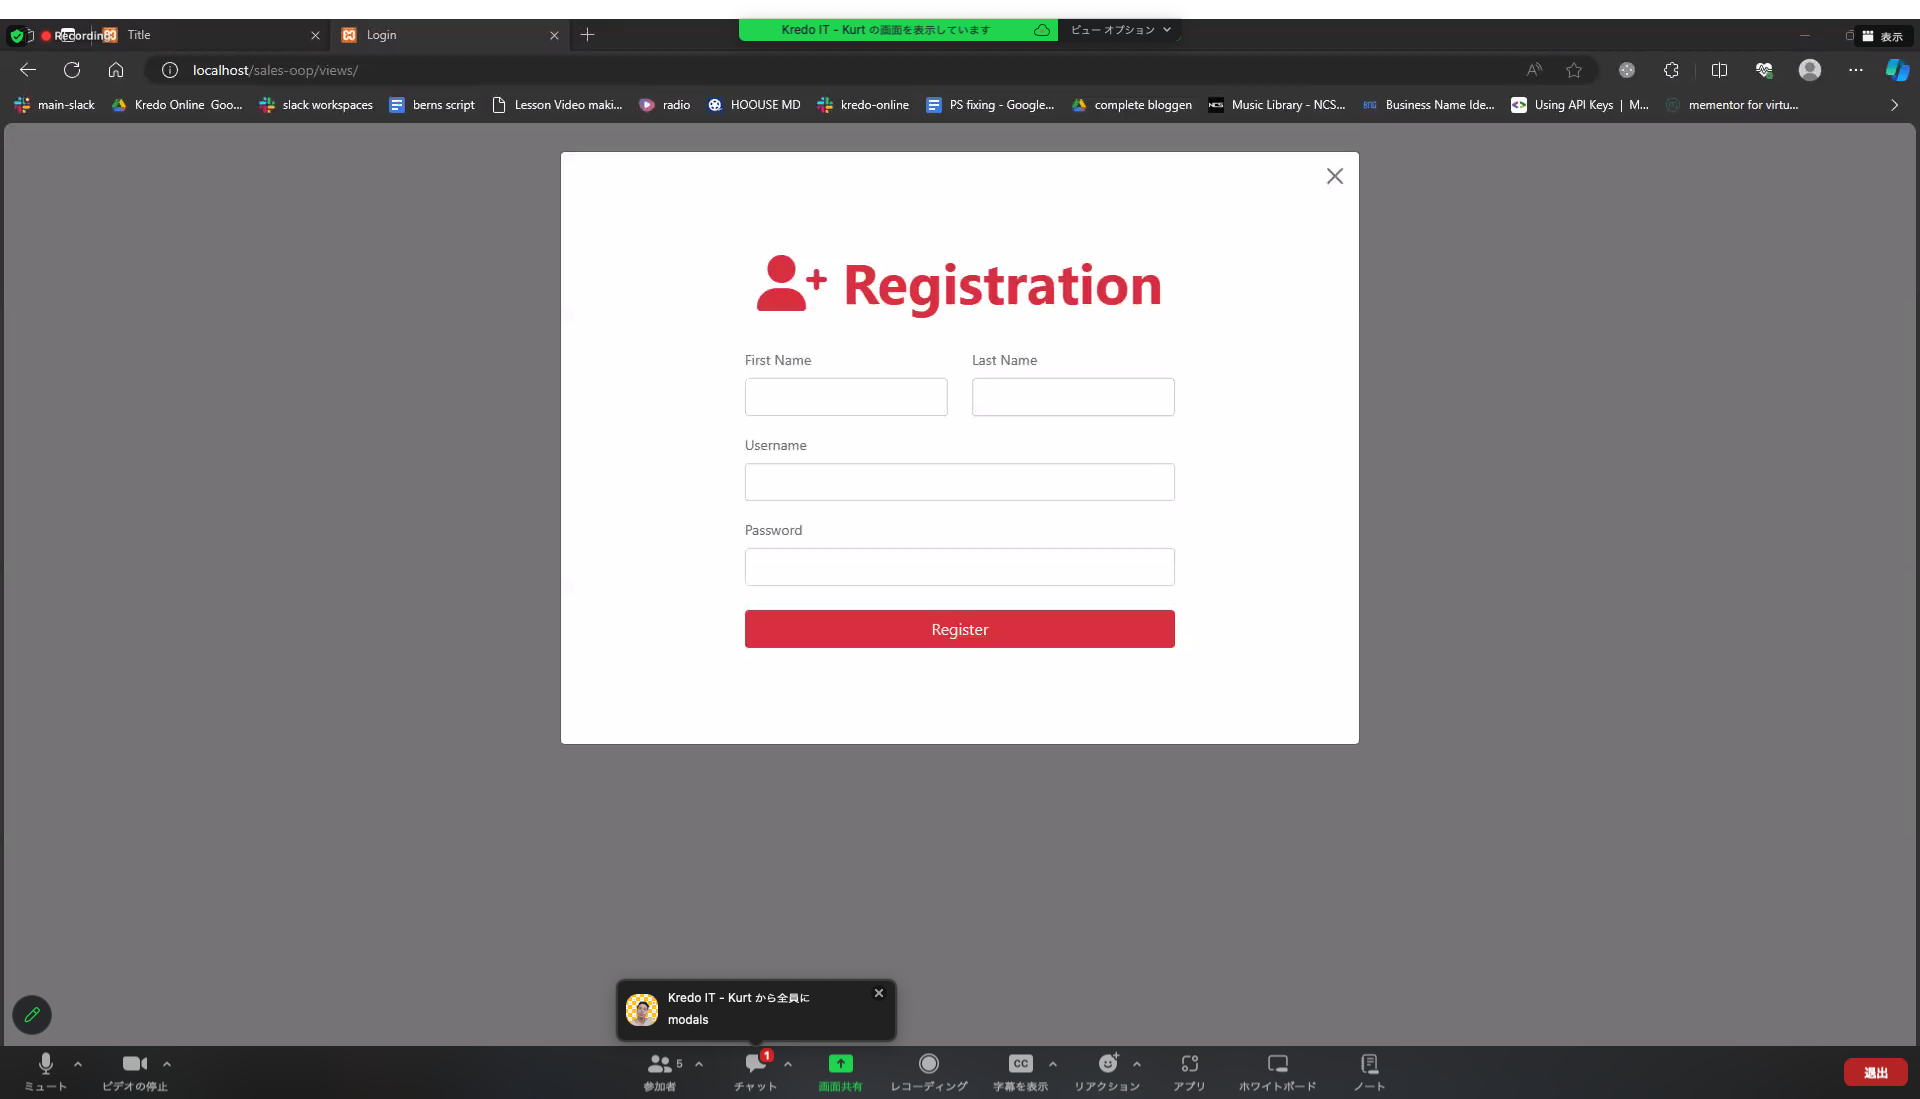 Recording
Title
Login
Kredo IT - Kurt の画面を表示しています
ビュー オプション
表示
localhost/sales-oop/views/
main-slack
Kredo Online Goo...
slack workspaces
berns script
Lesson Video maki...
radio
HOOUSE MD
kredo-online
PS fixing - Google...
complete bloggen
NCS
Music Library - NCS...
BNG
Business Name Ide...
Using API Keys | M...
mementor for virtu...
Registration
First Name
Last Name
Username
Password
Register
Kredo IT - Kurt から全員に
modals
ミュート
ビデオの停止
5
参加者
1
チャット
画面共有
レコーディング
CC
字幕を表示
リアクション
アプリ
ホワイトボード
ノート
退出